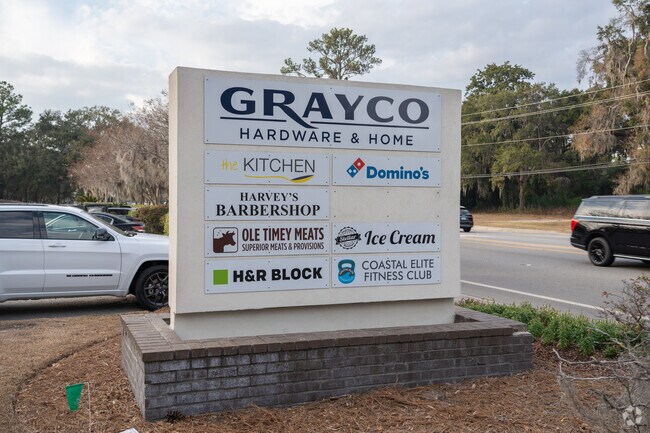 GRAYCO
HARDWARE & HOME
the KITCHEN
Domino's
HARVEY'S
BARBERSHOP
OLE TIMEY MEATS
SUPERIOR MEATS & PROVISIONS
Ice Cream
H&R BLOCK
COASTAL ELITE
FITNESS CLUB